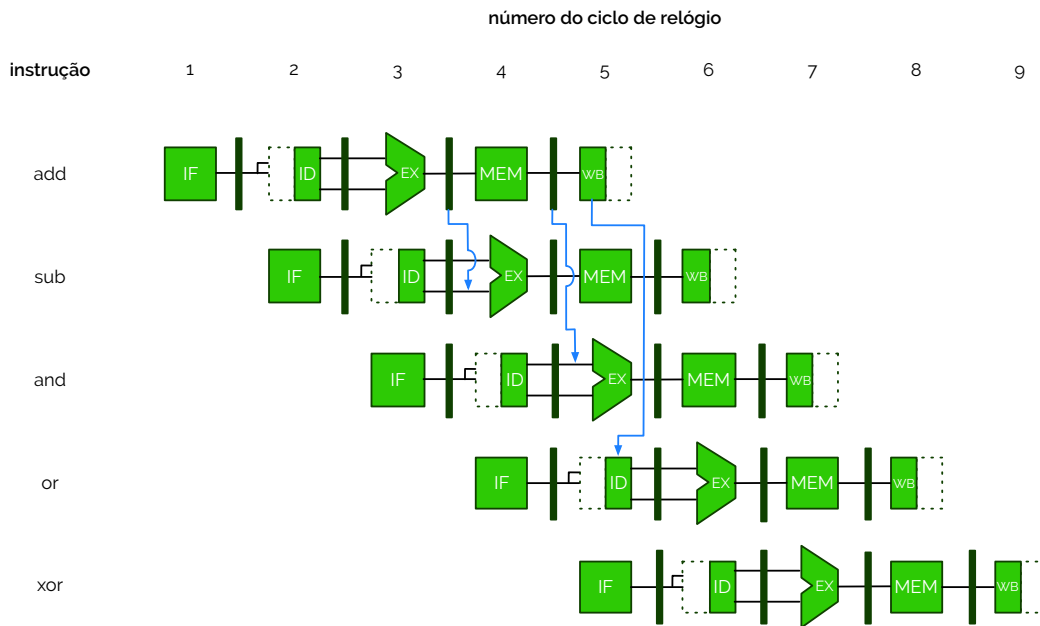 número do ciclo de relógio
instrução 1 2 3 4 5 6 7 8 9
add IF ID EX MEM WB
sub IF ID EX MEM WB
and IF ID EX MEM WB
or IF ID EX MEM WB
xor IF ID EX MEM WB